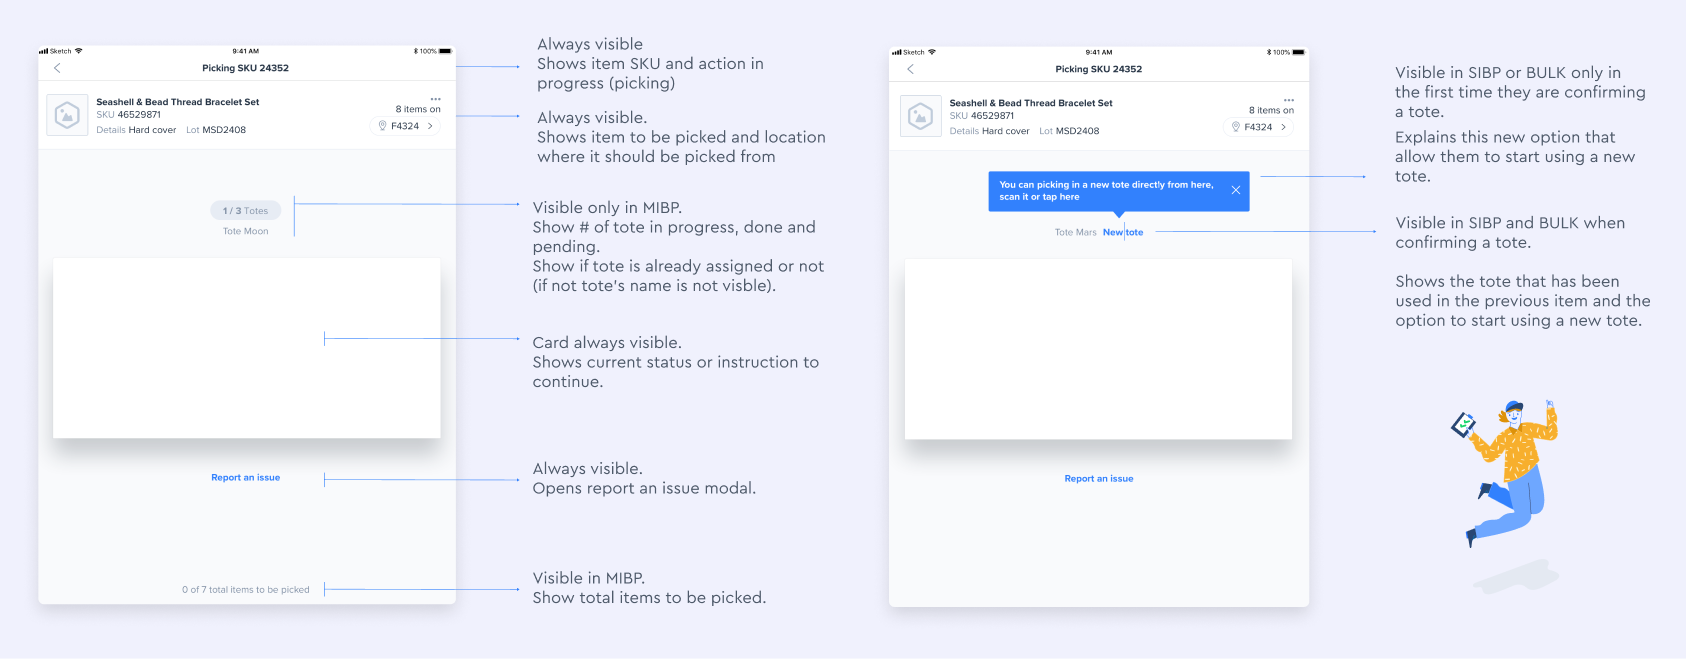 Sketch 9:41 AM 100%
Picking SKU 24352
Seashell & Bead Thread Bracelet Set
SKU 46529871
Details Hard cover Lot MSD2408
8 items on
F4324
1 / 3 Totes
Tote Moon
Report an issue
0 of 7 total items to be picked
Always visible
Shows item SKU and action in
progress (picking)
Always visible.
Shows item to be picked and location
where it should be picked from
Visible only in MIBP.
Show # of tote in progress, done and
pending.
Show if tote is already assigned or not
(if not tote's name is not visble).
Card always visible.
Shows current status or instruction to
continue.
Always visible.
Opens report an issue modal.
Visible in MIBP.
Show total items to be picked.
Sketch 9:41 AM 100%
Picking SKU 24352
Seashell & Bead Thread Bracelet Set
SKU 46529871
Details Hard cover Lot MSD2408
8 items on
F4324
You can picking in a new tote directly from here,
scan it or tap here
Tote Mars New tote
Report an issue
Visible in SIBP or BULK only in
the first time they are confirming
a tote.
Explains this new option that
allow them to start using a new
tote.
Visible in SIBP and BULK when
confirming a tote.
Shows the tote that has been
used in the previous item and the
option to start using a new tote.